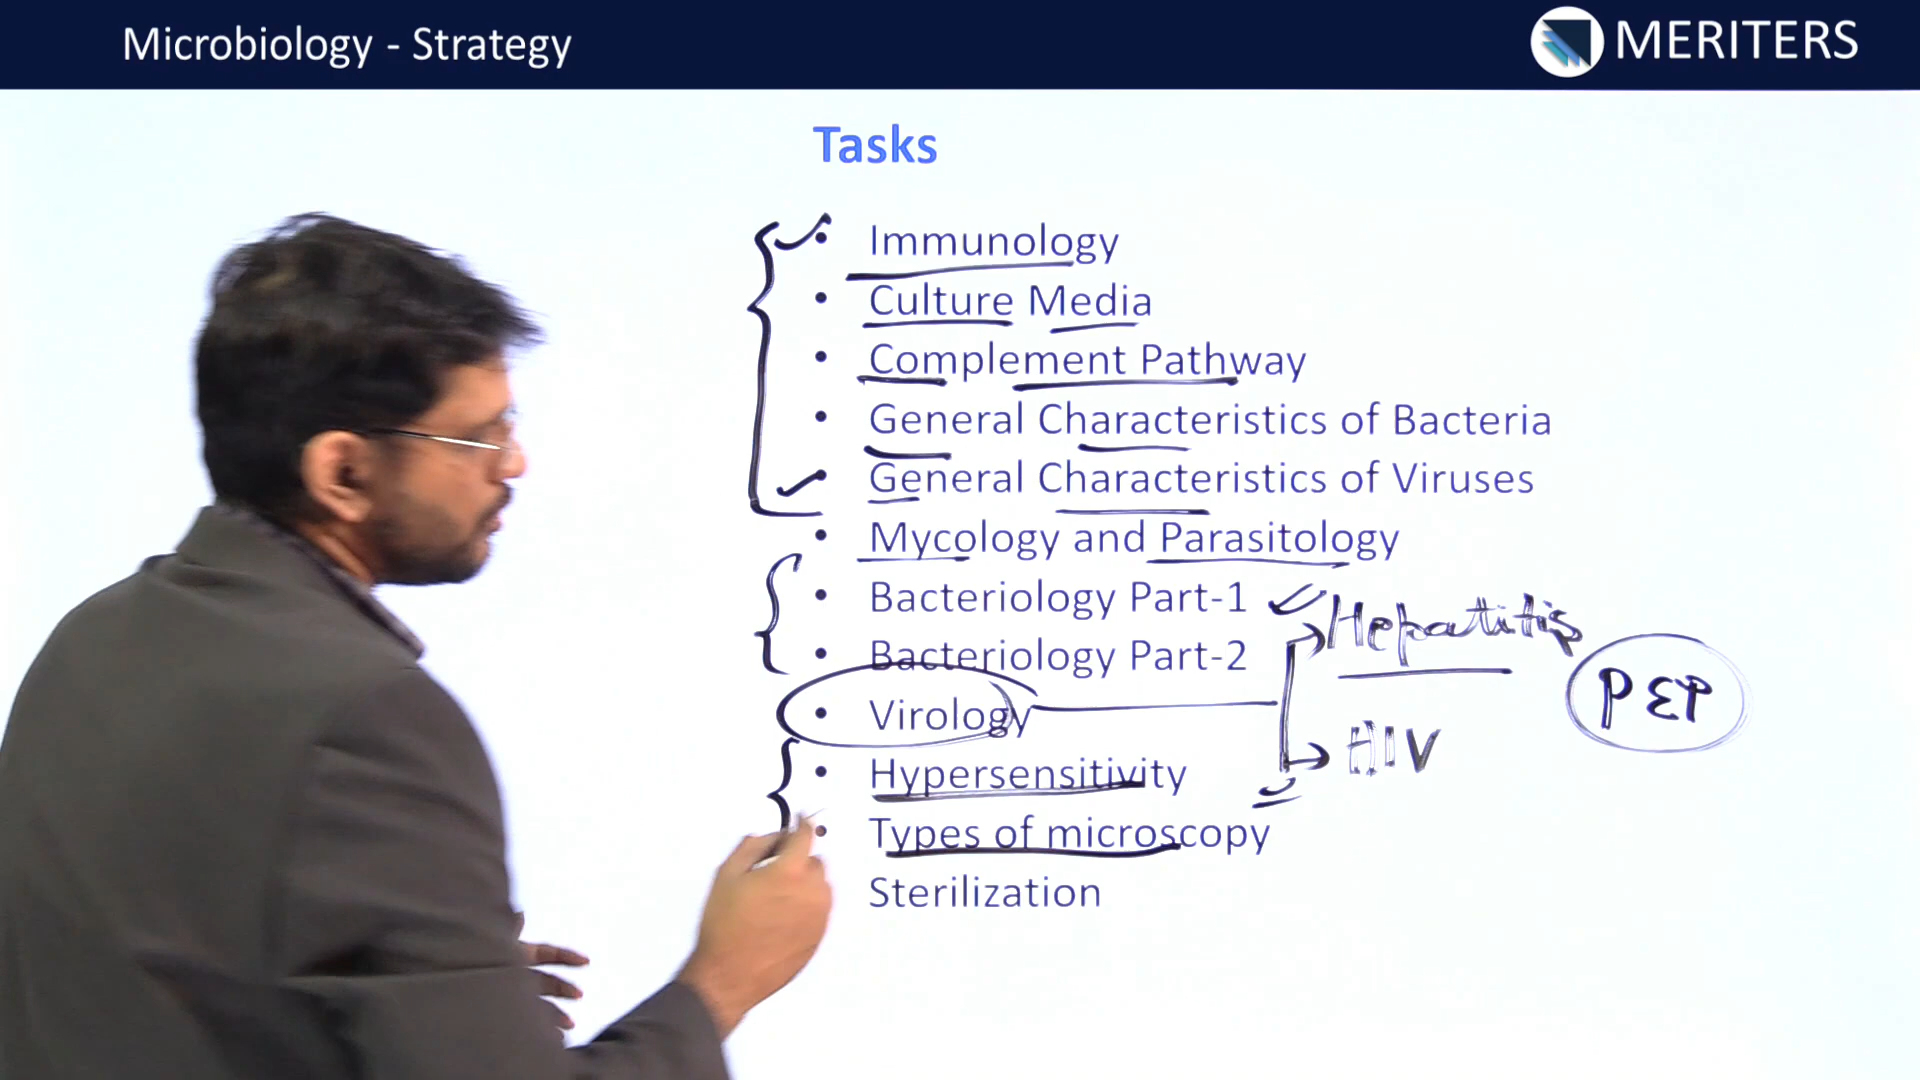 Microbiology - Strategy
MERITERS
Tasks
• Immunology
• Culture Media
• Complement Pathway
• General Characteristics of Bacteria
General Characteristics of Viruses
• Mycology and Parasitology
• Bacteriology Part-1
Hepatitis
• Bacteriology Part-2
PEP
• Virology
HIV
• Hypersensitivity
• Types of microscopy
Sterilization